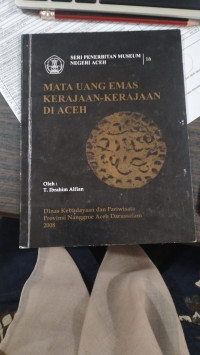 SERI PENERBITAN MUSEUM
NEGERI ACEH
16
MATA UANG EMAS
KERAJAAN-KERAJAAN
DI ACEH
Oleh :
T. Ibrahim Alfian
Dinas Kebudayaan dan Pariwisata
Provinsi Nanggroe Aceh Darussalam